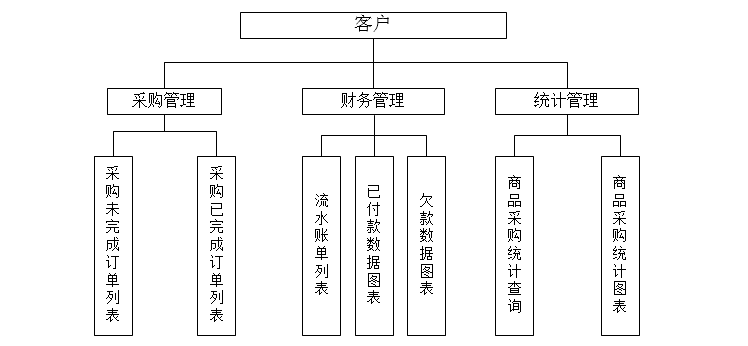 客户
采购管理
财务管理
统计管理
采购未完成订单列表
采购已完成订单列表
流水账单列表
已付款数据图表
欠款数据图表
商品采购统计查询
商品采购统计图表